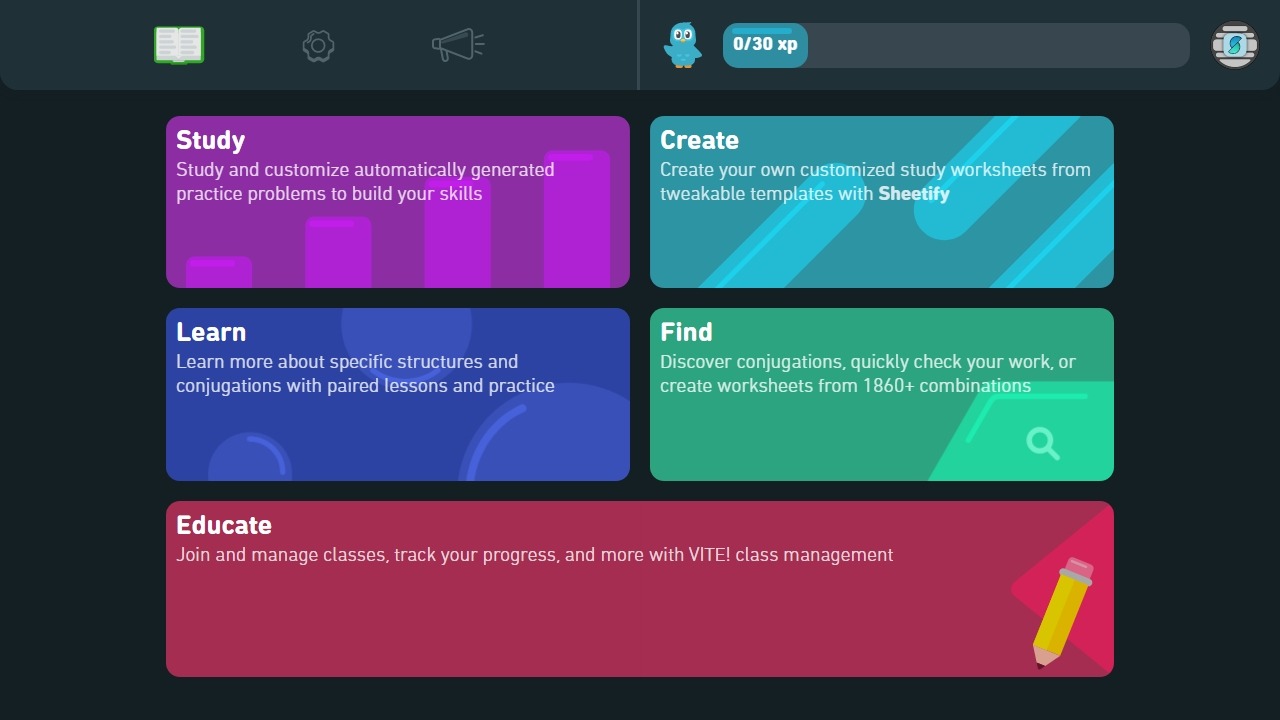 0/30 xp
Study
Study and customize automatically generated
practice problems to build your skills
Create
Create your own customized study worksheets from
tweakable templates with Sheetify
Learn
Learn more about specific structures and
conjugations with paired lessons and practice
Find
Discover conjugations, quickly check your work, or
create worksheets from 1860+ combinations
Educate
Join and manage classes, track your progress, and more with VITE! class management